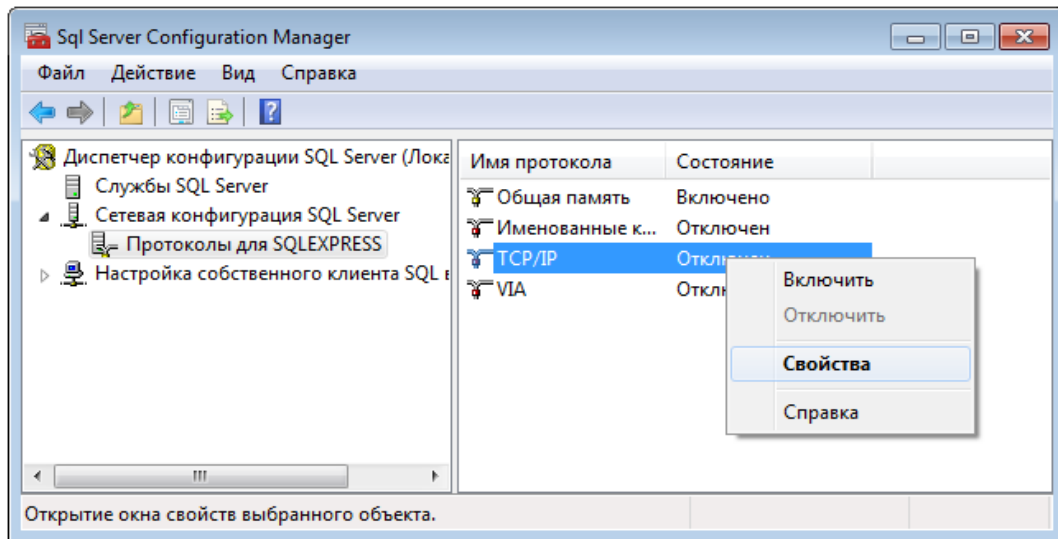 Sql Server Configuration Manager
Файл Действие Вид Справка
Диспетчер конфигурации SQL Server (Лока
Службы SQL Server
Сетевая конфигурация SQL Server
Протоколы для SQLEXPRESS
Настройка собственного клиента SQL в
Имя протокола Состояние
Общая память Включено
Именованные к... Отключен
TCP/IP
VIA
Включить
Отключить
Свойства
Справка
Открытие окна свойств выбранного объекта.